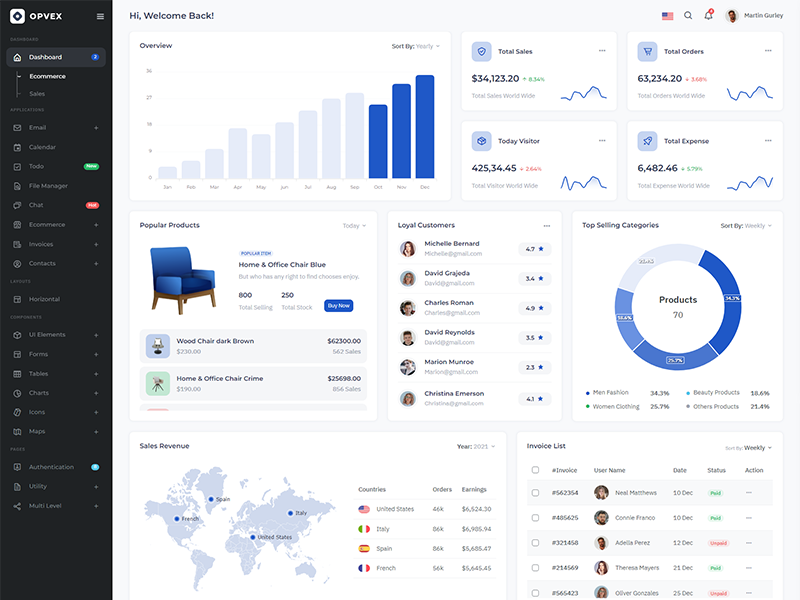 OPVEX
Hi, Welcome Back!
Martin Gurley
DASHBOARD
Dashboard 2
Ecommerce
Sales
APPLICATIONS
Email +
Calendar
Todo New
File Manager
Chat Hot
Ecommerce +
Invoices +
Contacts +
LAYOUTS
Horizontal
COMPONENTS
UI Elements +
Forms +
Tables +
Charts +
Icons +
Maps +
PAGES
Authentication
Utility +
Multi Level +
Overview
Sort By: Yearly
36
27
18
9
0
Jan Feb Mar Apr May Jun Jul Aug Sep Oct Nov Dec
Total Sales
$34,123.20 ↑ 8.34%
Total Sales World Wide
Total Orders
63,234.20 ↓ 3.68%
Total Orders World Wide
Today Visitor
425,34.45 ↓ 2.64%
Total Visitor World Wide
Total Expense
6,482.46 ↑ 5.79%
Total Expense World Wide
Popular Products
Today
POPULAR ITEM
Home & Office Chair Blue
But who has any right to find chooses enjoy.
800 250
Total Selling Total Stock Buy Now
Wood Chair dark Brown $62300.00
$230.00 562 Sales
Home & Office Chair Crime $25698.00
$190.00 856 Sales
Loyal Customers
Michelle Bernard
Michelle@gmail.com
4.7
David Grajeda
David@gmail.com
3.4
Charles Roman
Charles@gmail.com
4.9
David Reynolds
David@gmail.com
3.5
Marion Munroe
Marion@gmail.com
2.3
Christina Emerson
Christina@gmail.com
4.1
Top Selling Categories
Sort By: Weekly
34.3%
25.7%
18.6%
Products
70
Men Fashion 34.3% Beauty Products 18.6%
Women Clothing 25.7% Others Products 21.4%
Sales Revenue
Year: 2021
Spain
Italy
French
United States
Countries Orders Earnings
United States 46k $6,524.30
Italy 86k $6,985.94
Spain 86k $5,685.47
French 56k $5,645.45
Invoice List
Sort By: Weekly
#Invoice User Name Date Status Action
#562354 Neal Matthews 10 Dec Paid
#485625 Connie Franco 10 Dec Paid
#321458 Adella Perez 12 Dec Unpaid
#214569 Theresa Mayers 21 Dec Paid
#565423 Oliver Gonzales 25 Dec Unpaid